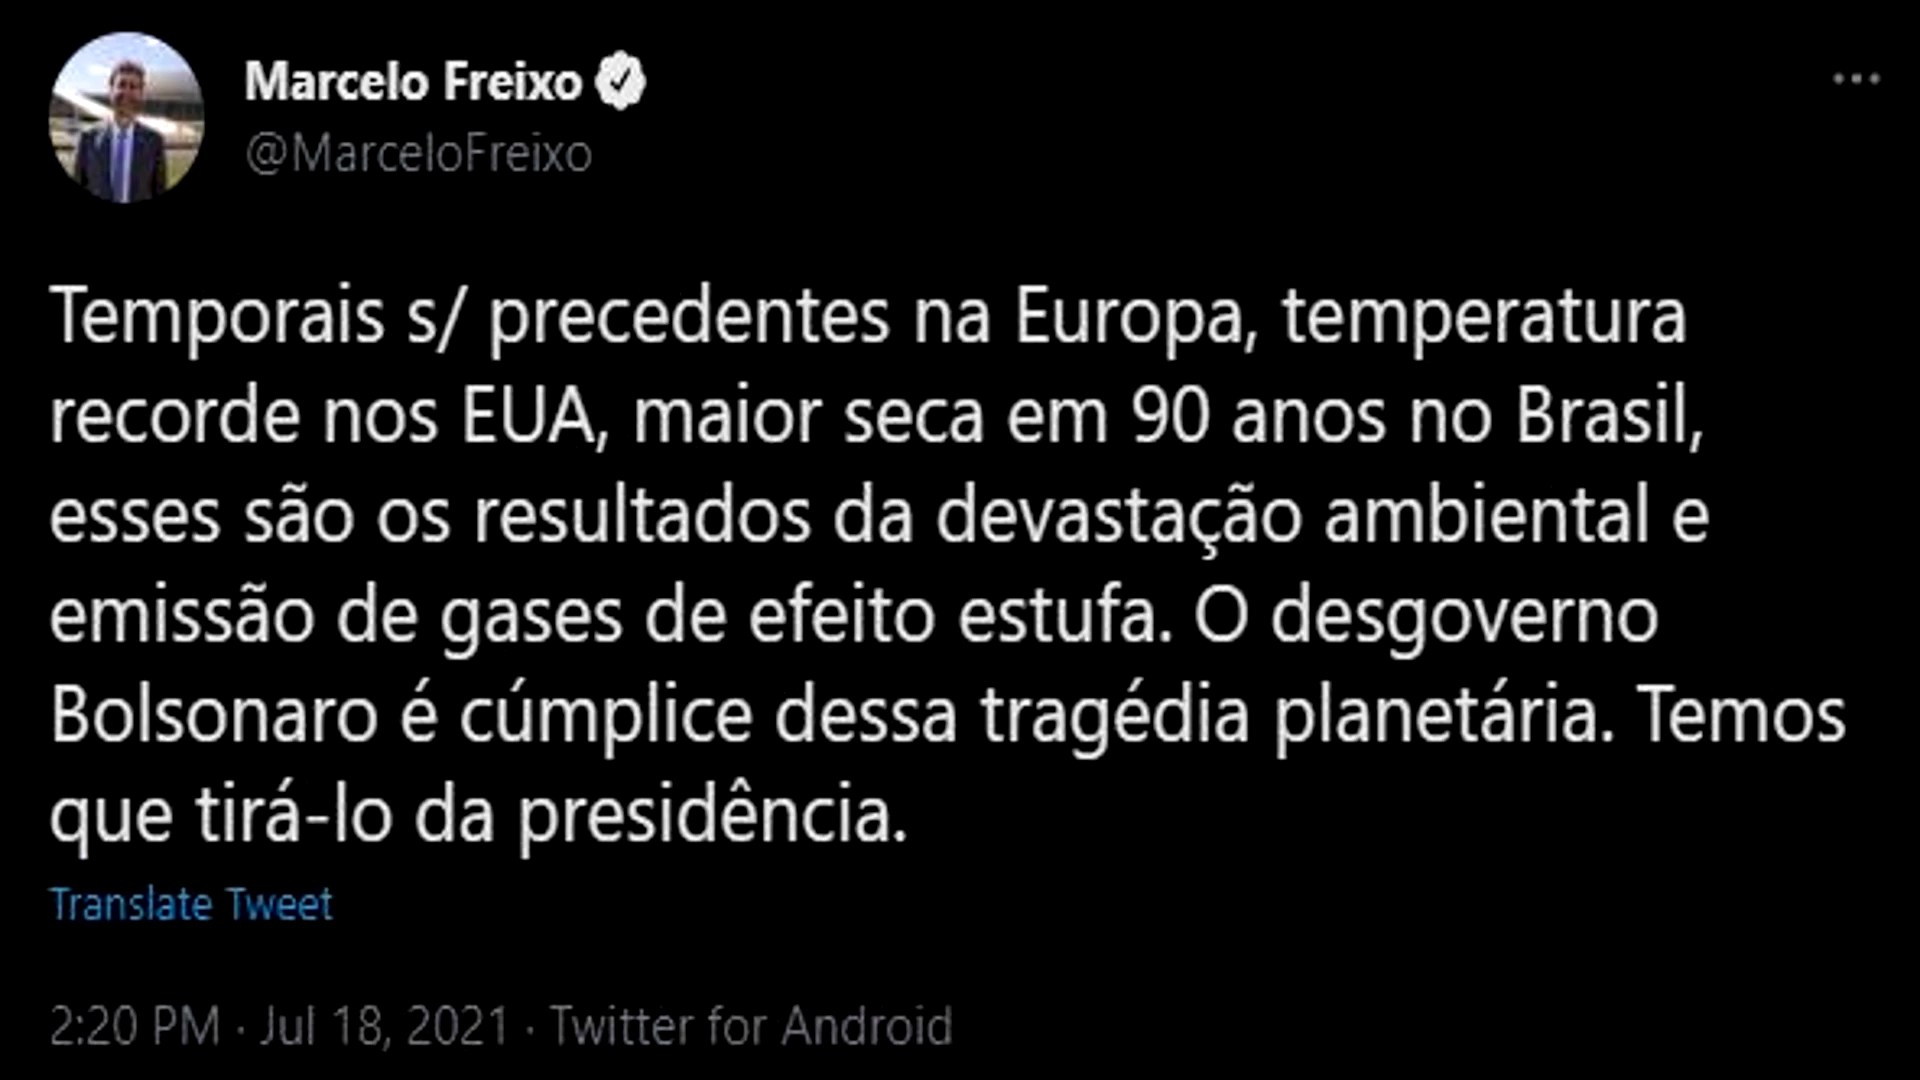 Marcelo Freixo
@MarceloFreixo
Temporais s/ precedentes na Europa, temperatura
recorde nos EUA, maior seca em 90 anos no Brasil,
esses são os resultados da devastação ambiental e
emissão de gases de efeito estufa. O desgoverno
Bolsonaro é cúmplice dessa tragédia planetária. Temos
que tirá-lo da presidência.
Translate Tweet
2:20 PM · Jul 18, 2021 · Twitter for Android